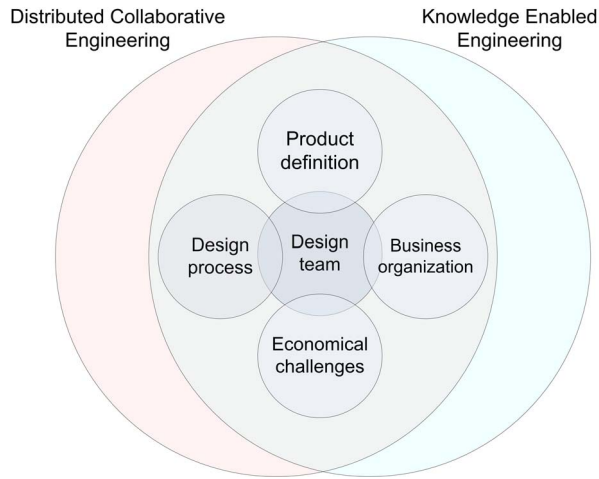 Distributed Collaborative
Engineering
Knowledge Enabled
Engineering
Product
definition
Design
process
Design
team
Business
organization
Economical
challenges